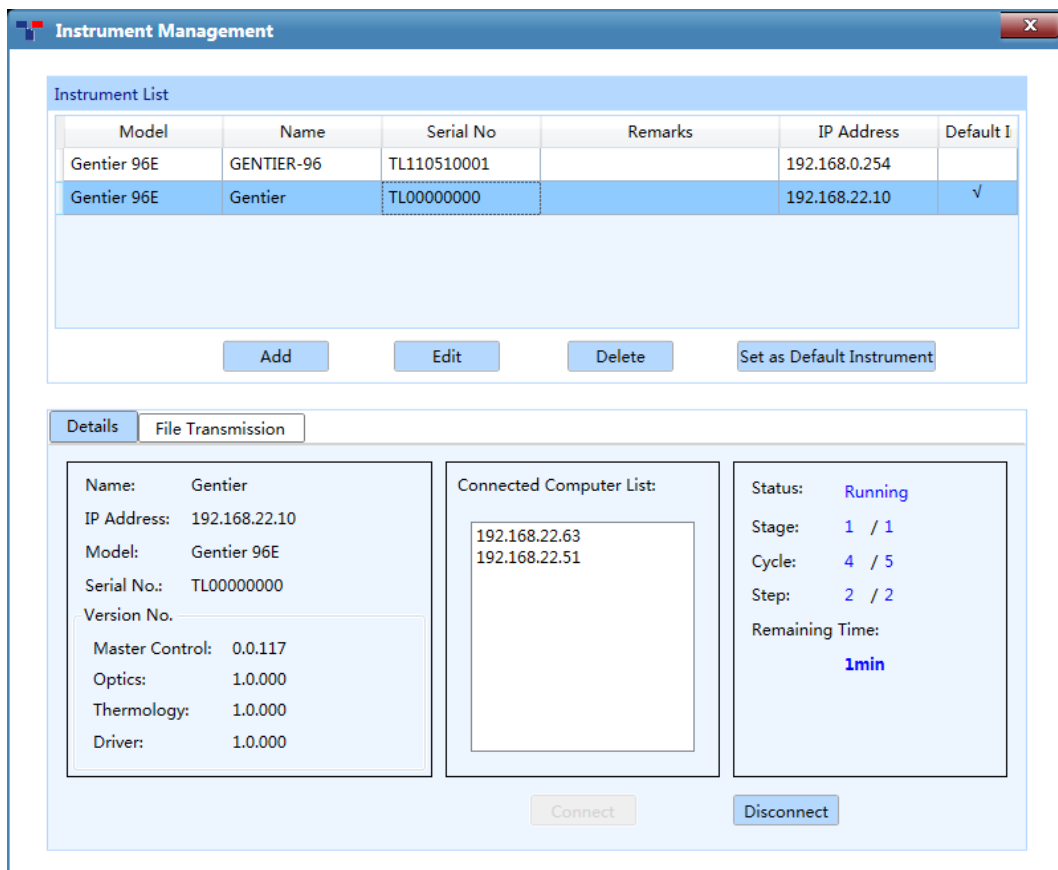 Instrument Management
x
Instrument List
Model Name Serial No Remarks IP Address Default I
Gentier 96E GENTIER-96 TL110510001 192.168.0.254
Gentier 96E Gentier TL00000000 192.168.22.10 √
Add Edit Delete Set as Default Instrument
Details File Transmission
Name: Gentier
IP Address: 192.168.22.10
Model: Gentier 96E
Serial No.: TL00000000
Version No.
Master Control: 0.0.117
Optics: 1.0.000
Thermology: 1.0.000
Driver: 1.0.000
Connected Computer List:
192.168.22.63
192.168.22.51
Status: Running
Stage: 1 / 1
Cycle: 4 / 5
Step: 2 / 2
Remaining Time:
1min
Connect Disconnect